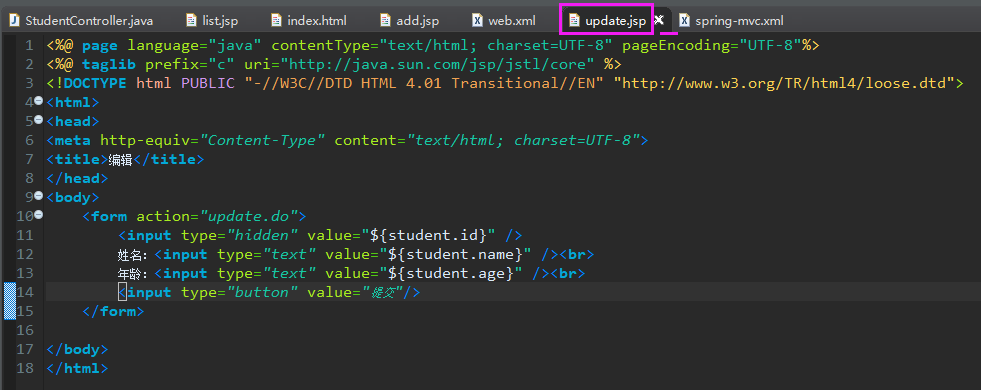 StudentController.java list.jsp index.html add.jsp web.xml update.jsp spring-mvc.xml
1 <%@ page language="java" contentType="text/html; charset=UTF-8" pageEncoding="UTF-8"%>
2 <%@ taglib prefix="c" uri="http://java.sun.com/jsp/jstl/core" %>
3 <!DOCTYPE html PUBLIC "-//W3C//DTD HTML 4.01 Transitional//EN" "http://www.w3.org/TR/html4/loose.dtd">
4 <html>
5 <head>
6 <meta http-equiv="Content-Type" content="text/html; charset=UTF-8">
7 <title>编辑</title>
8 </head>
9 <body>
10 <form action="update.do">
11 <input type="hidden" value="${student.id}" />
12 姓名：<input type="text" value="${student.name}" /><br>
13 年龄：<input type="text" value="${student.age}" /><br>
14 <input type="button" value="提交"/>
15 </form>
16
17 </body>
18 </html>